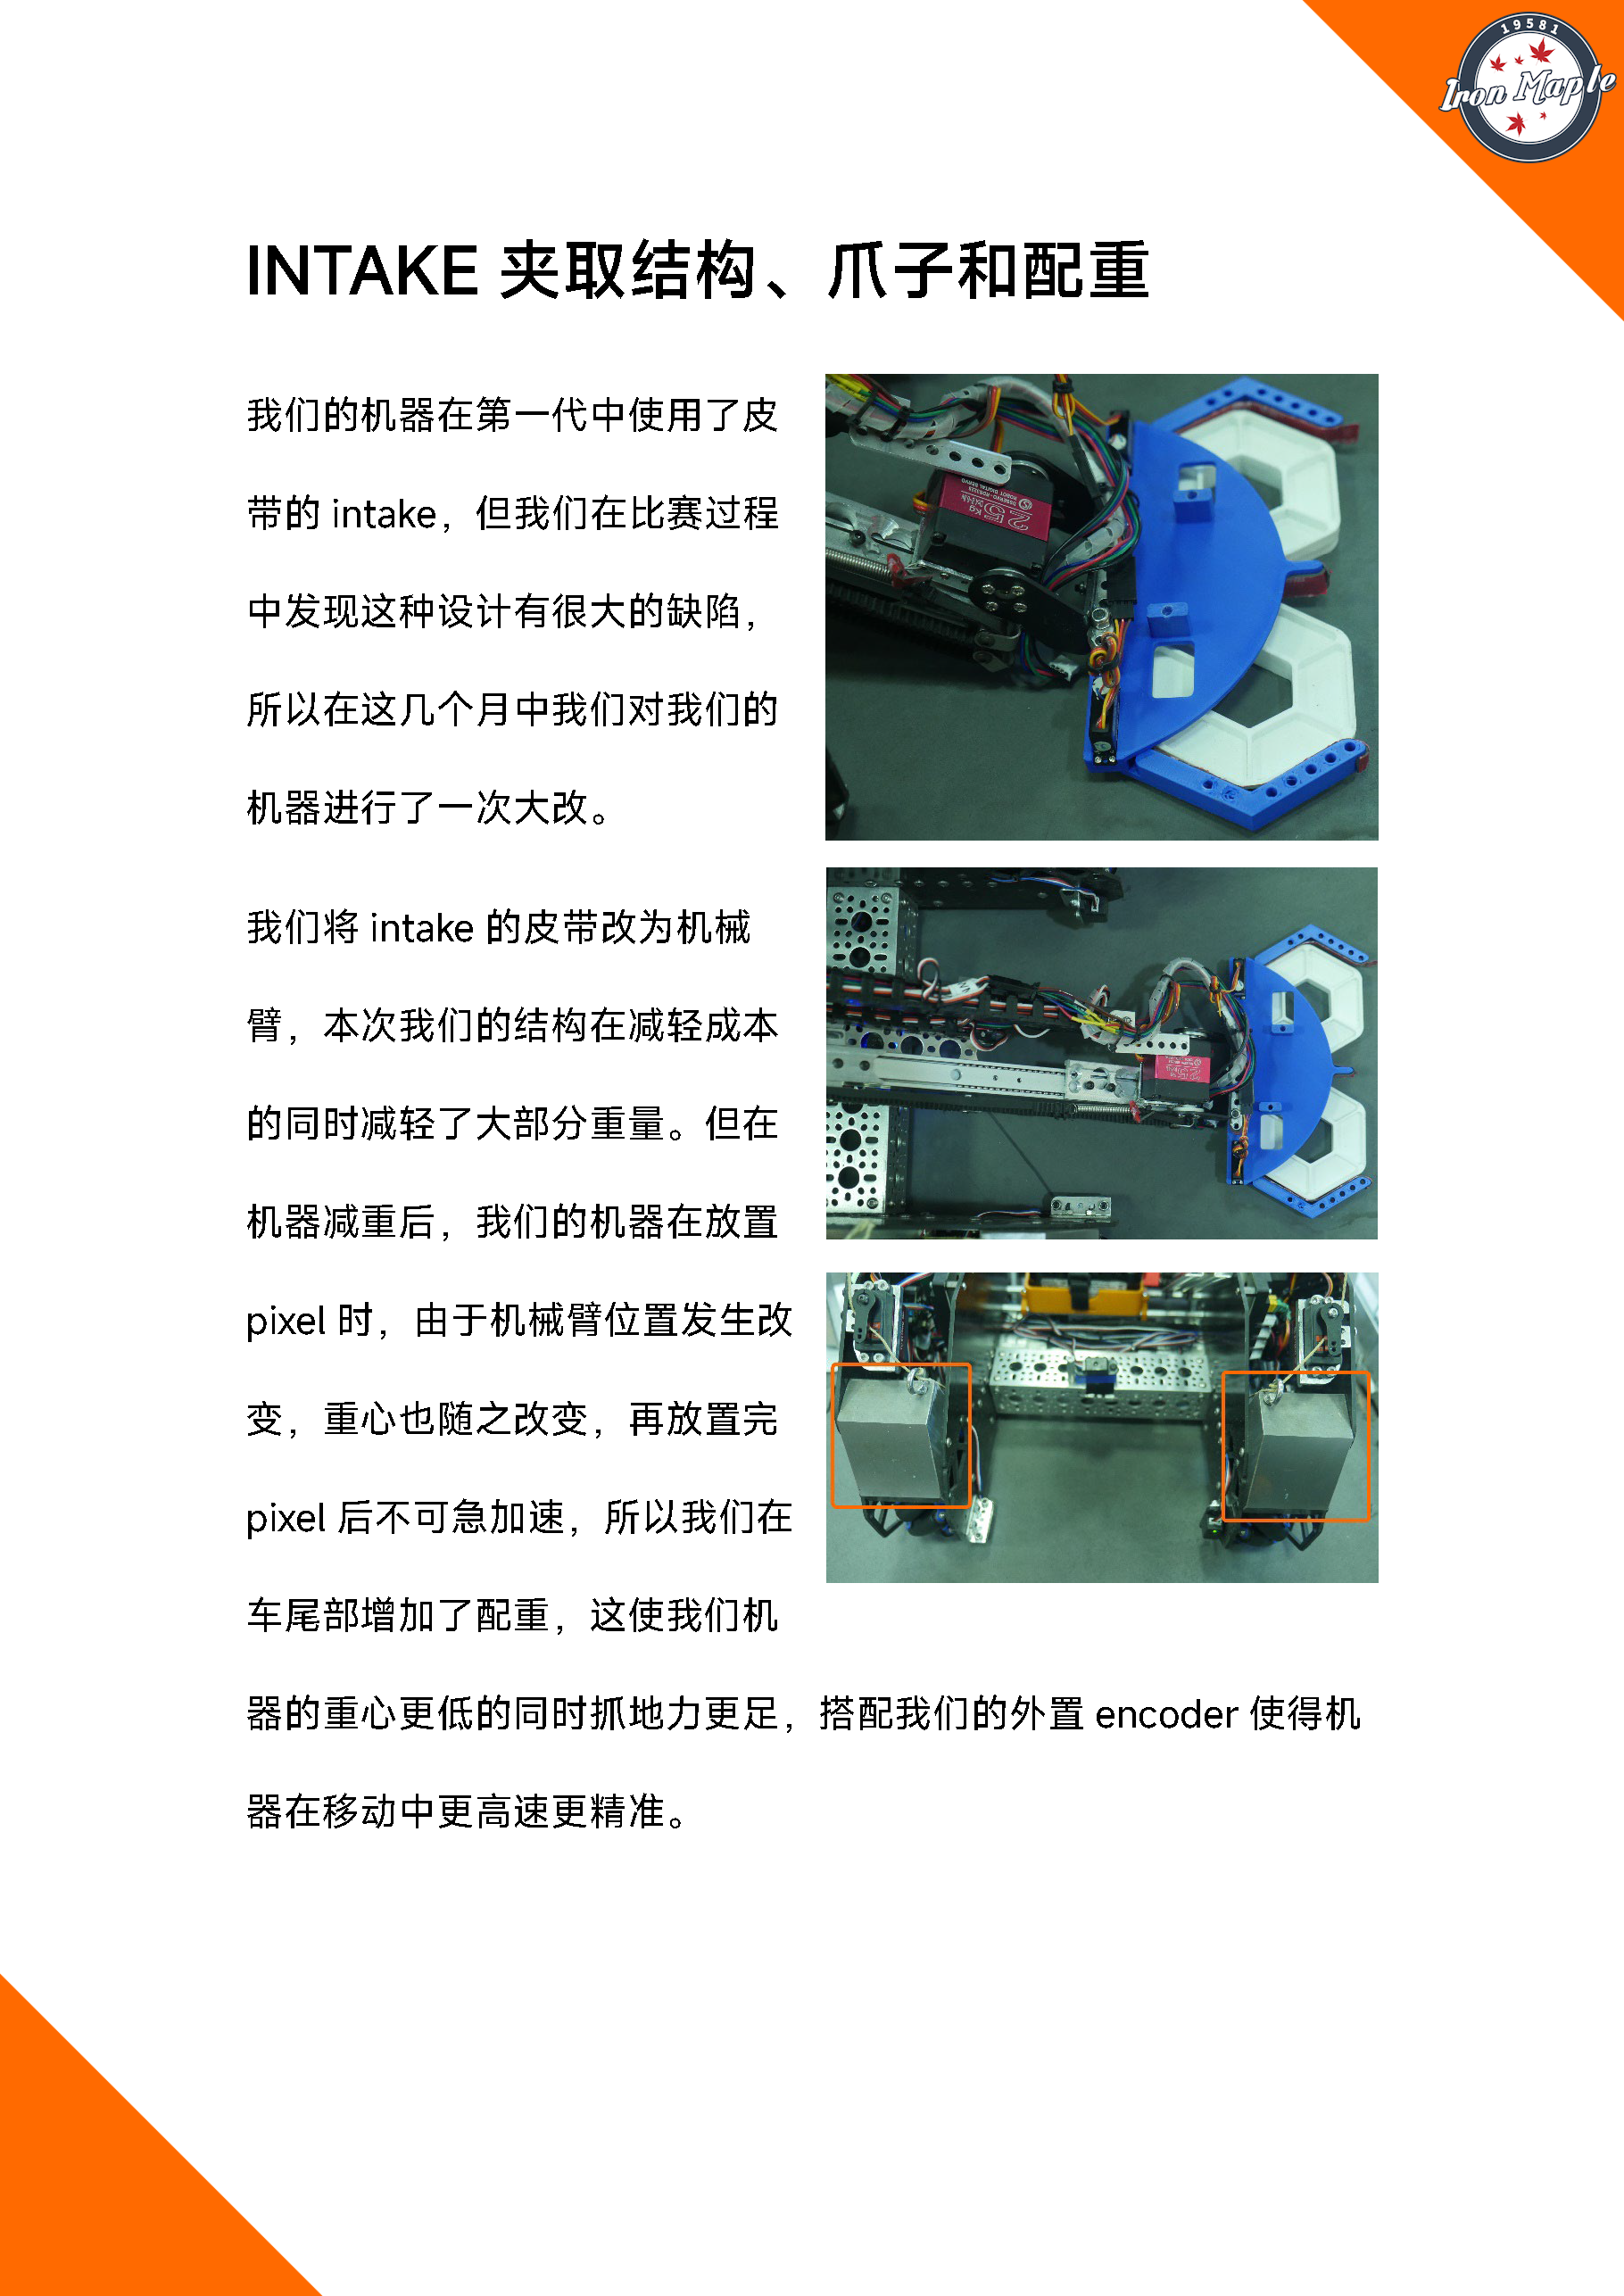 19581
Iron Maple
INTAKE 夹取结构、爪子和配重
我们的机器在第一代中使用了皮
带的 intake，但我们在比赛过程
中发现这种设计有很大的缺陷，
所以在这几个月中我们对我们的
机器进行了一次大改。
我们将 intake 的皮带改为机械
臂，本次我们的结构在减轻成本
的同时减轻了大部分重量。但在
机器减重后，我们的机器在放置
pixel 时，由于机械臂位置发生改
变，重心也随之改变，再放置完
pixel 后不可急加速，所以我们在
车尾部增加了配重，这使我们机
器的重心更低的同时抓地力更足，搭配我们的外置 encoder 使得机
器在移动中更高速更精准。
25Kg
ROBOT DIGITAL SERVO